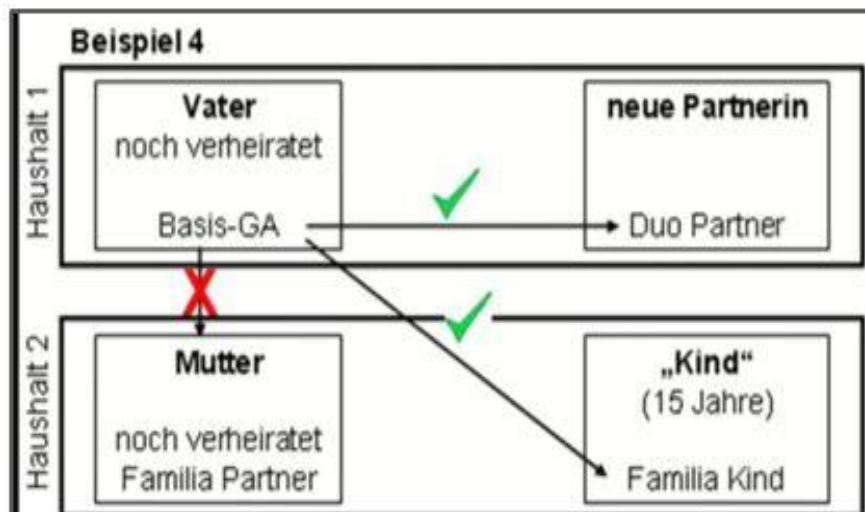 Beispiel 4
Haushalt 1
Vater
noch verheiratet
Basis-GA
neue Partnerin
Duo Partner
Haushalt 2
Mutter
noch verheiratet
Familia Partner
„Kind“
(15 Jahre)
Familia Kind